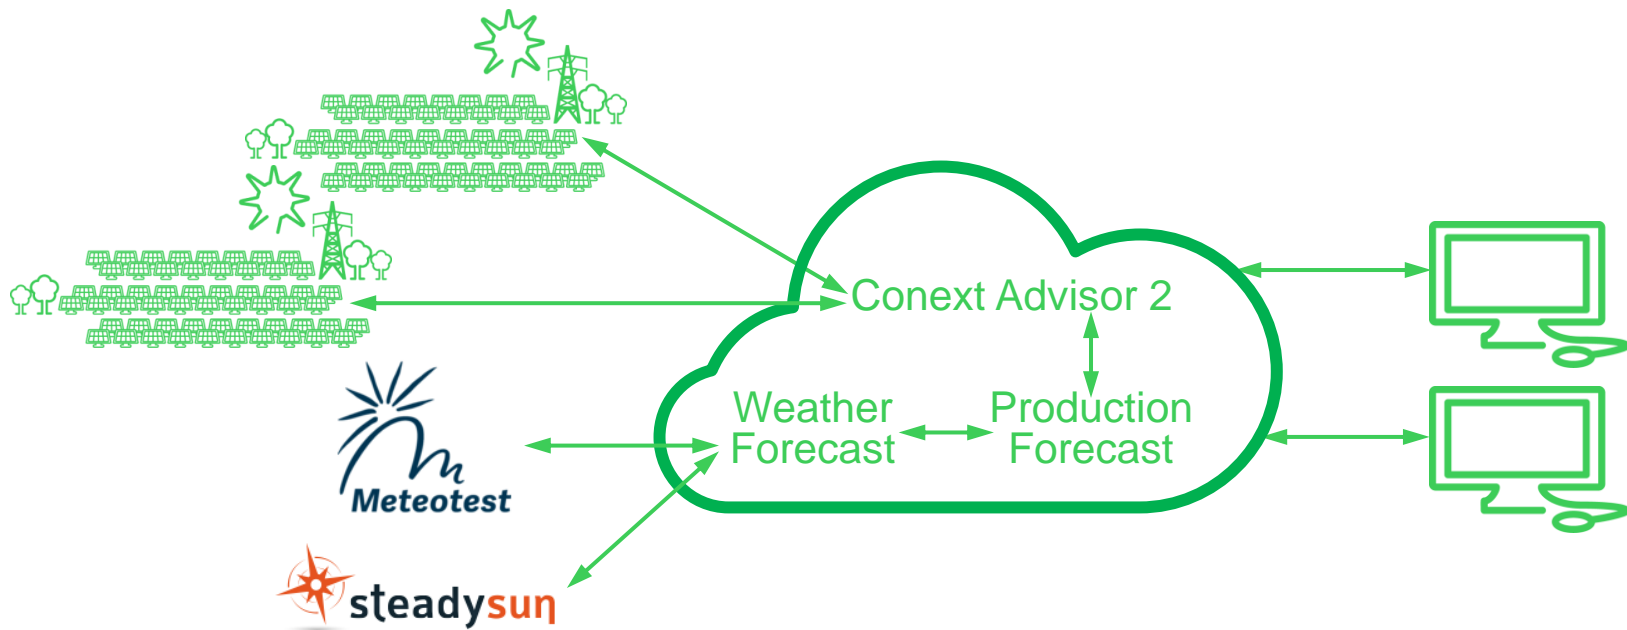 Conext Advisor 2
Weather
Forecast
Production
Forecast
Meteotest
steadysun